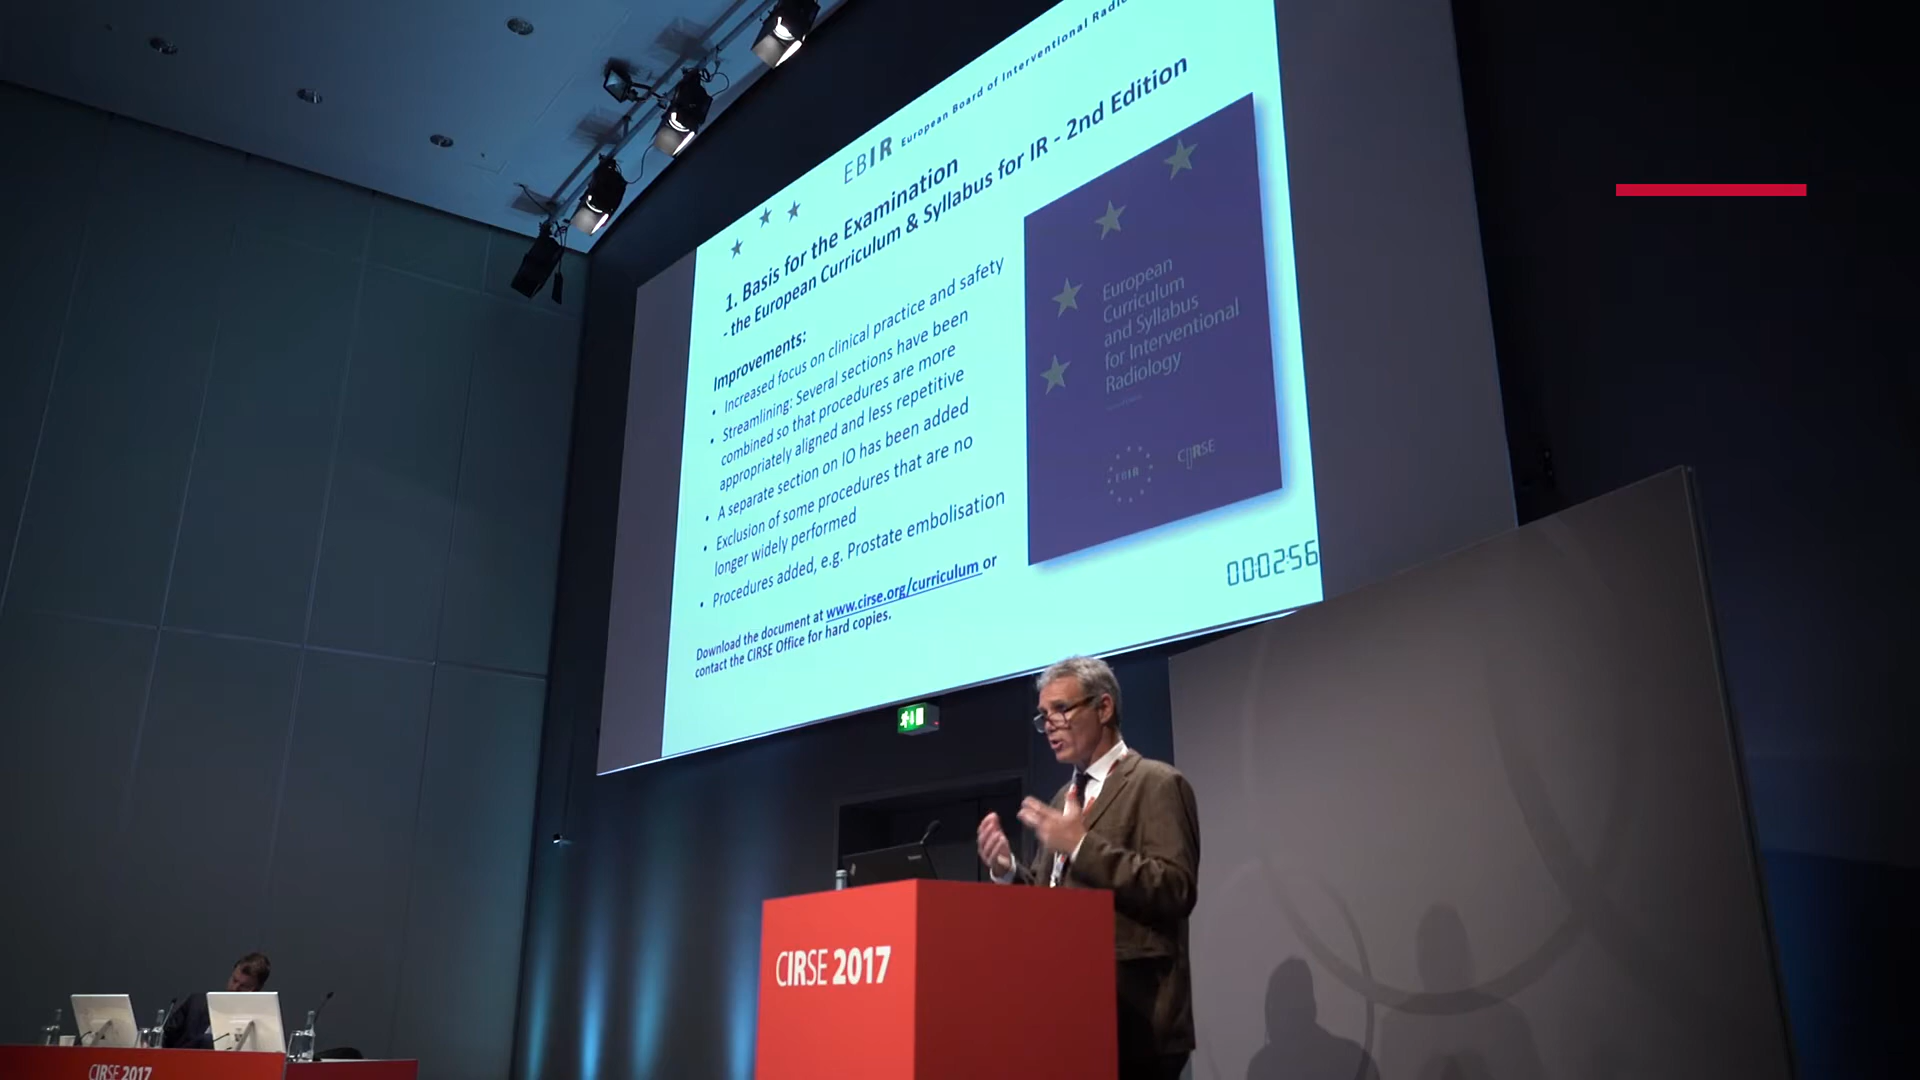 EBIR European Board of Interventional
1. Basis for the Examination
- the European Curriculum & Syllabus for IR - 2nd Edition
Improvements:
• Increased focus on clinical practice and safety
• Streamlining: Several sections have been
combined so that procedures are more
appropriately aligned and less repetitive
• A separate section on IO has been added
• Exclusion of some procedures that are no
longer widely performed
• Procedures added, e.g. Prostate embolisation
Download the document at www.cirse.org/curriculum or
contact the CIRSE Office for hard copies.
European
Curriculum
and Syllabus
for Interventional
Radiology
EBIR
CIRSE
00:02:56
CIRSE 2017
CIRSE 2017